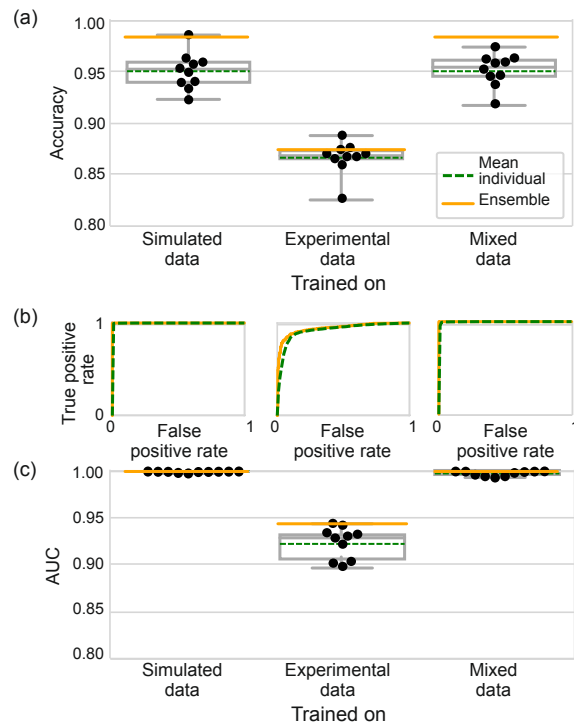 (a)
1.00
0.95
0.90
0.85
0.80
Accuracy
Mean
individual
Ensemble
Simulated
data
Experimental
data
Mixed
data
Trained on
(b)
1
0
True positive
rate
0 1
False
positive rate
0 1
False
positive rate
0 1
False
positive rate
(c)
1.00
0.95
0.90
0.85
0.80
AUC
Simulated
data
Experimental
data
Mixed
data
Trained on